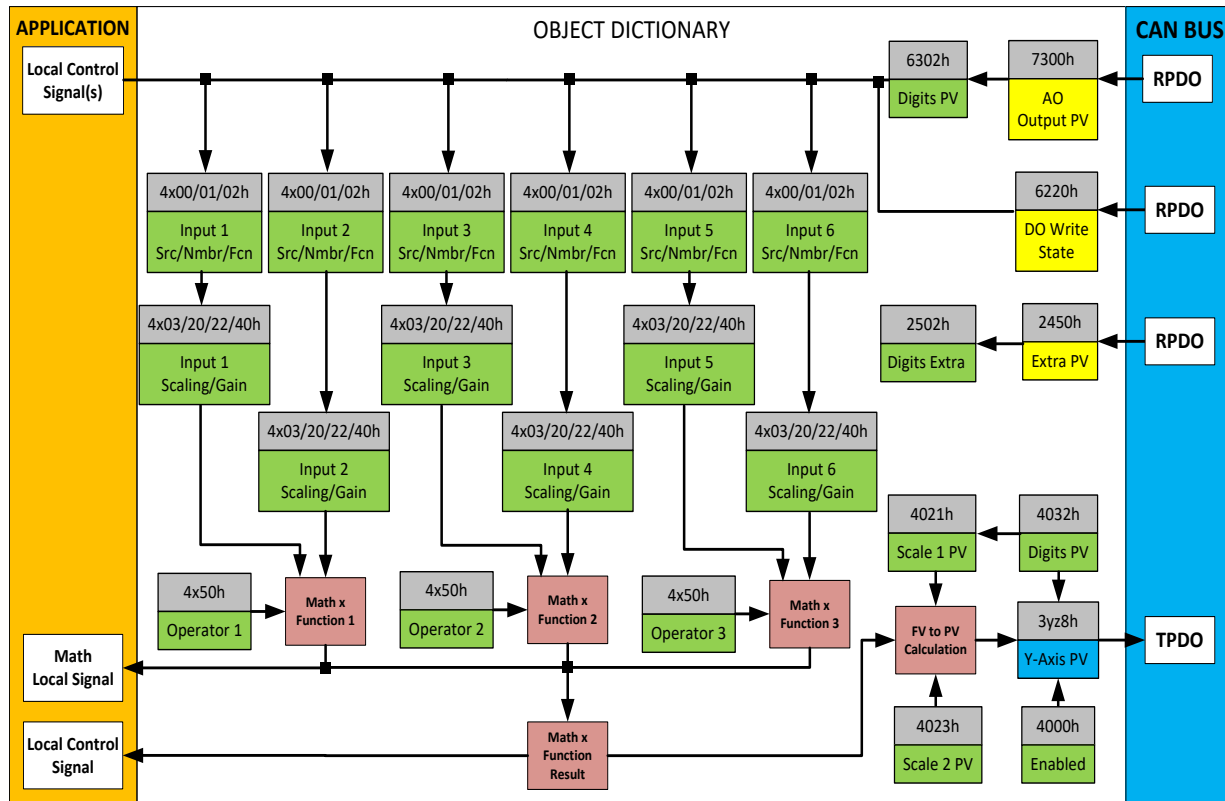 APPLICATION
OBJECT DICTIONARY
CAN BUS
Local Control
Signal(s)
6302h
Digits PV
7300h
AO
Output PV
RPDO
4x00/01/02h
Input 1
Src/Nmbr/Fcn
4x00/01/02h
Input 2
Src/Nmbr/Fcn
4x00/01/02h
Input 3
Src/Nmbr/Fcn
4x00/01/02h
Input 4
Src/Nmbr/Fcn
4x00/01/02h
Input 5
Src/Nmbr/Fcn
4x00/01/02h
Input 6
Src/Nmbr/Fcn
6220h
DO Write
State
RPDO
4x03/20/22/40h
Input 1
Scaling/Gain
4x03/20/22/40h
Input 3
Scaling/Gain
4x03/20/22/40h
Input 5
Scaling/Gain
2502h
Digits Extra
2450h
Extra PV
RPDO
4x03/20/22/40h
Input 2
Scaling/Gain
4x03/20/22/40h
Input 4
Scaling/Gain
4x03/20/22/40h
Input 6
Scaling/Gain
4021h
Scale 1 PV
4032h
Digits PV
4x50h
Operator 1
Math x
Function 1
4x50h
Operator 2
Math x
Function 2
4x50h
Operator 3
Math x
Function 3
FV to PV
Calculation
3yz8h
Y-Axis PV
TPDO
Math
Local Signal
Local Control
Signal
Math x
Function
Result
4023h
Scale 2 PV
4000h
Enabled